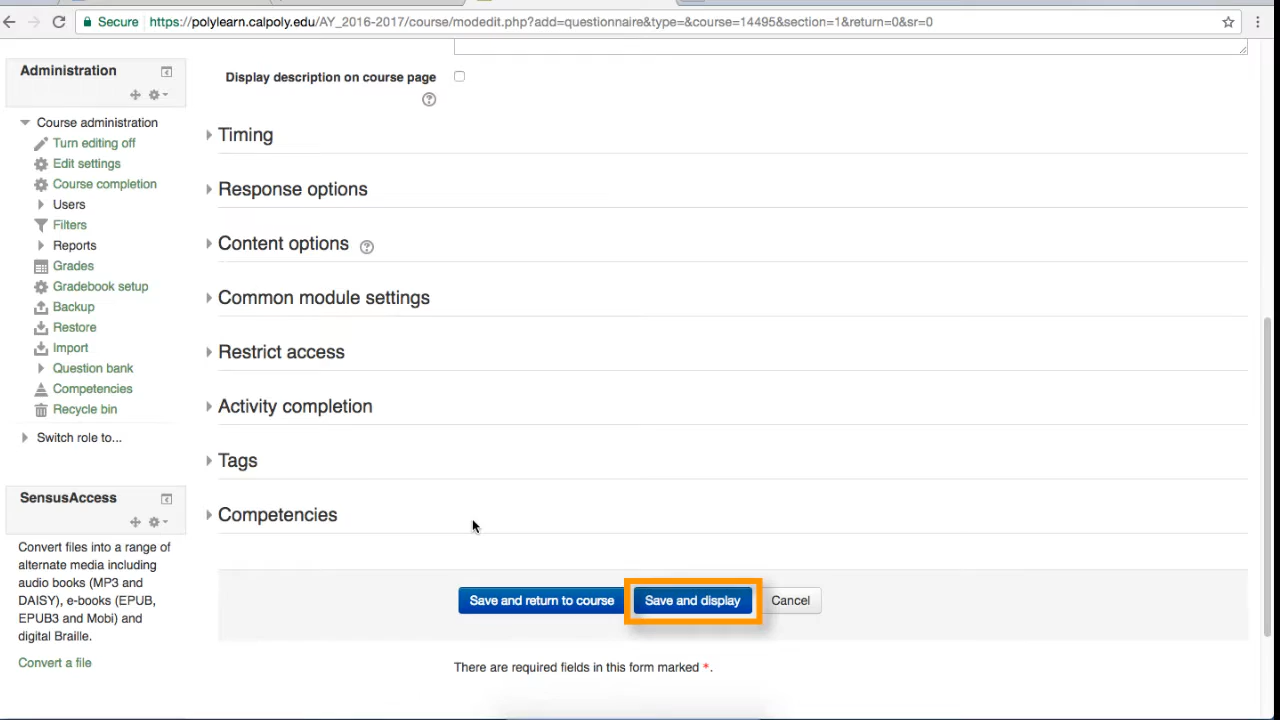 Secure
https://polylearn.calpoly.edu/AY_2016-2017/course/modedit.php?add=questionnaire&type=&course=14495&section=1&return=0&sr=0
Administration
Course administration
Turn editing off
Edit settings
Course completion
Users
Filters
Reports
Grades
Gradebook setup
Backup
Restore
Import
Question bank
Competencies
Recycle bin
Switch role to...
SensusAccess
Convert files into a range of
alternate media including
audio books (MP3 and
DAISY), e-books (EPUB,
EPUB3 and Mobi) and
digital Braille.
Convert a file
Display description on course page
Timing
Response options
Content options
Common module settings
Restrict access
Activity completion
Tags
Competencies
Save and return to course
Save and display
Cancel
There are required fields in this form marked *.